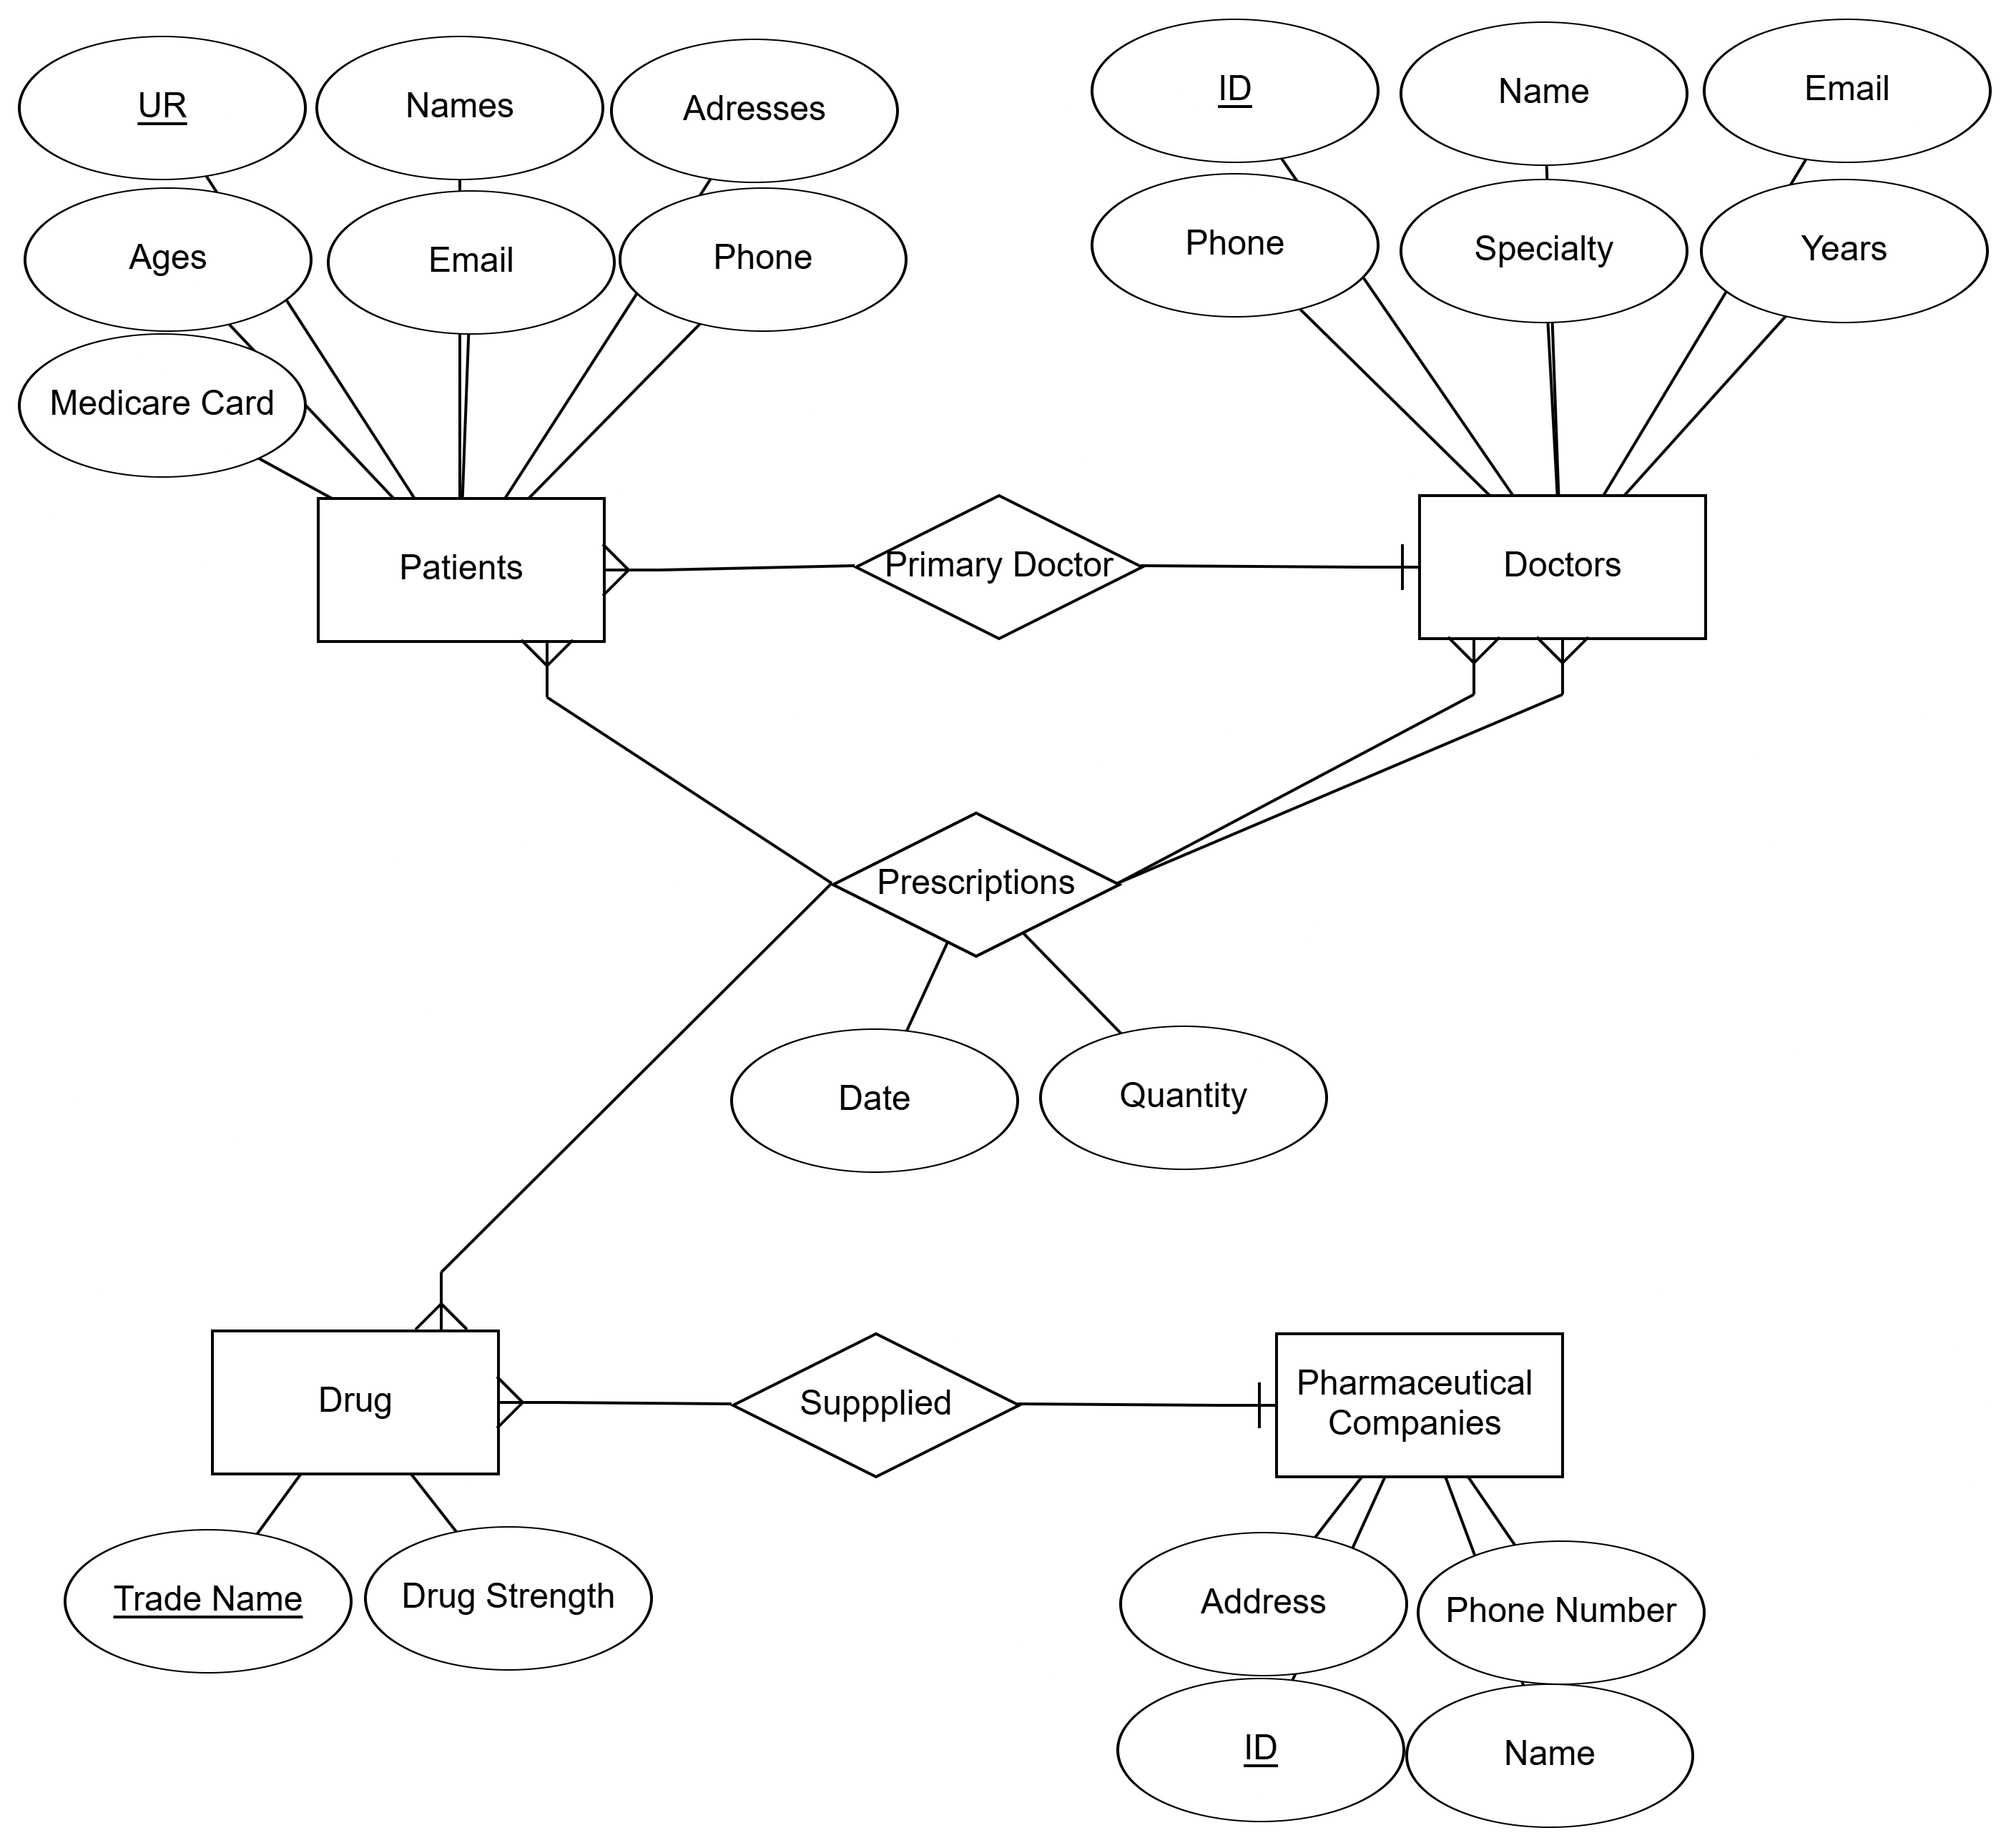 UR
Names
Adresses
ID
Name
Email
Ages
Email
Phone
Phone
Specialty
Years
Medicare Card
Patients
Primary Doctor
Doctors
Prescriptions
Date
Quantity
Drug
Suppplied
Pharmaceutical
Companies
Trade Name
Drug Strength
Address
Phone Number
ID
Name